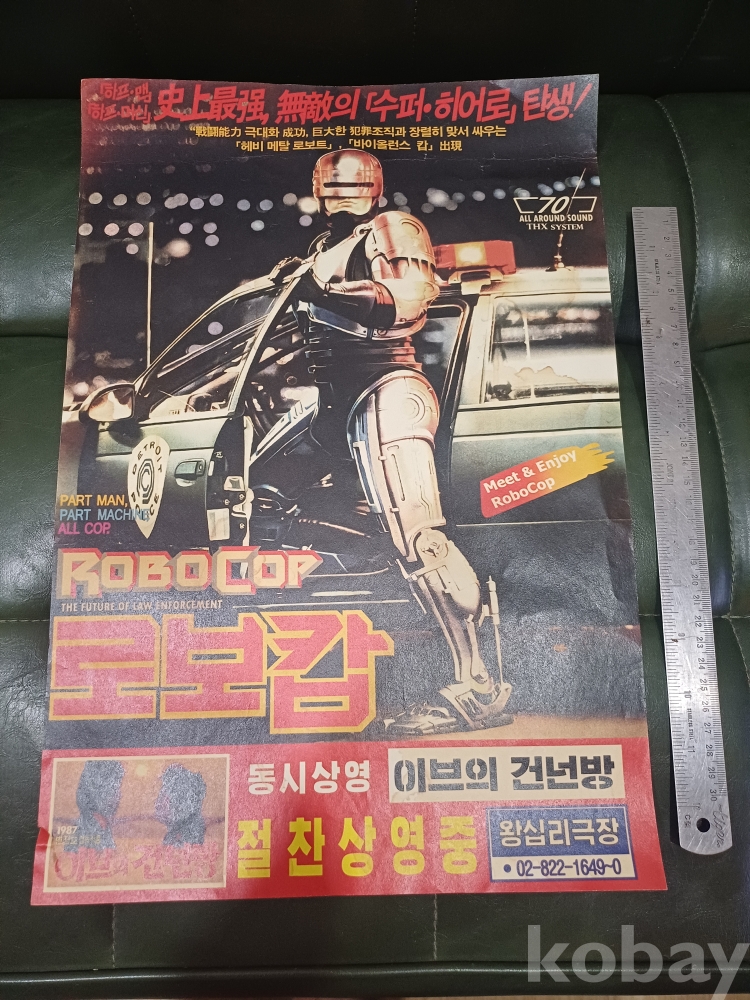 「하프·맨,
「하프·머신」 史上最强, 無敵의 「수퍼·히어로」 탄생!
"戰鬪能力 극대화 成功, 巨大한 犯罪조직과 장렬히 맞서 싸우는
「헤비 메탈 로보트」, 「바이올런스 캅」 出現
70
ALL AROUND SOUND
THX SYSTEM
DETROIT
Meet & Enjoy
RoboCop
PART MAN,
PART MACHINE
ALL COP.
ROBOCOP
THE FUTURE OF LAW ENFORCEMENT
로보캅
동시상영 이브의 건넌방
1987
이브의 건넌방
절찬상영중
왕십리극장
• 02-822-1649~0
kobay